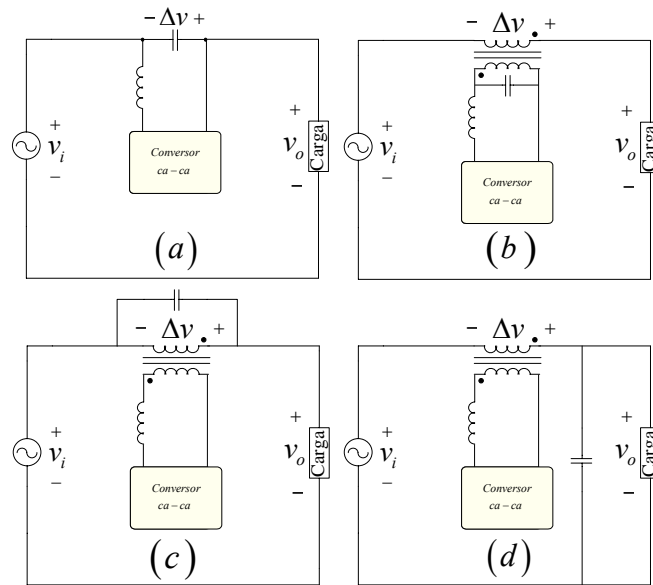 − Δv +
+
v_i
−
Conversor
ca – ca
+
v_o
−
Carga
(a)
− Δv +
+
v_i
−
Conversor
ca – ca
+
v_o
−
Carga
(b)
− Δv +
+
v_i
−
Conversor
ca – ca
+
v_o
−
Carga
(c)
− Δv +
+
v_i
−
Conversor
ca – ca
+
v_o
−
Carga
(d)